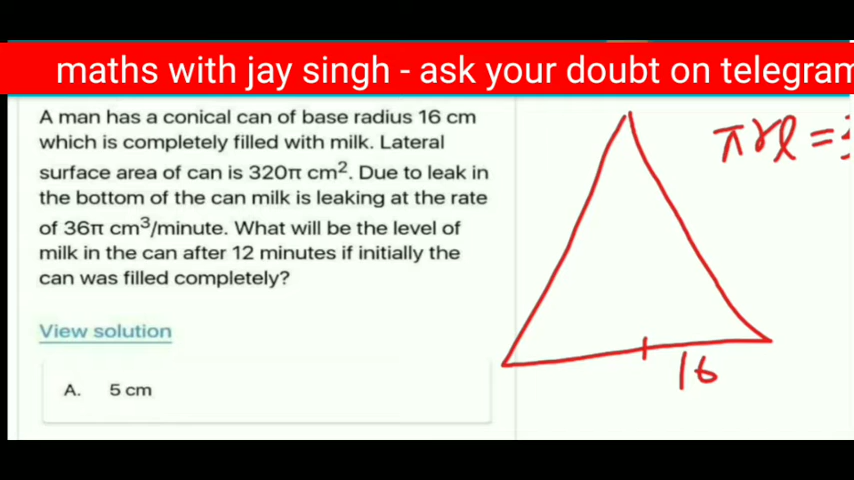 maths with jay singh - ask your doubt on telegram
A man has a conical can of base radius 16 cm
which is completely filled with milk. Lateral
surface area of can is 320π cm². Due to leak in
the bottom of the can milk is leaking at the rate
of 36π cm³/minute. What will be the level of
milk in the can after 12 minutes if initially the
can was filled completely?
View solution
A. 5 cm
πrl =
16